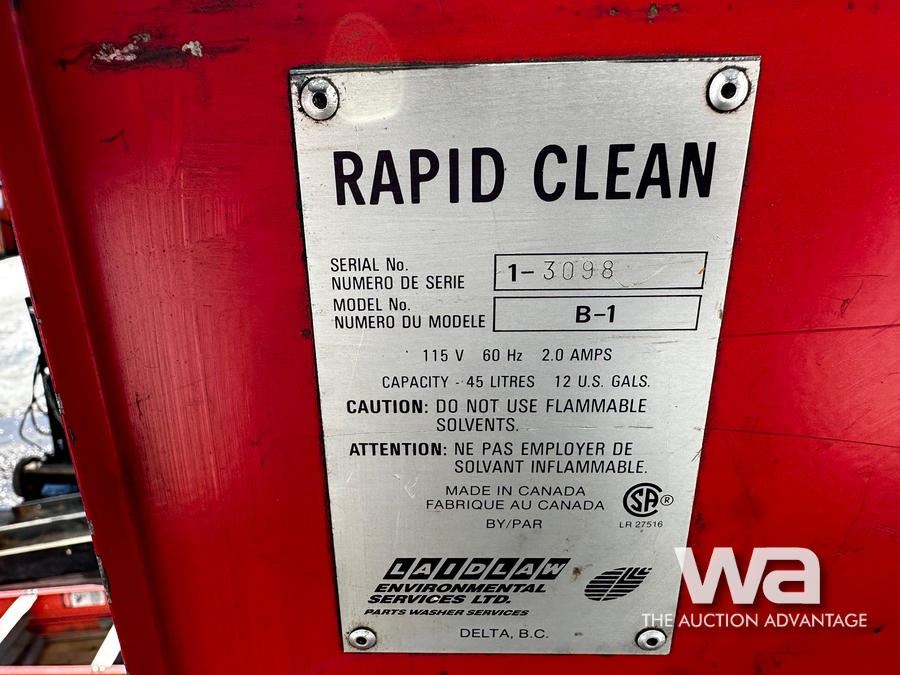 RAPID CLEAN
SERIAL No.
NUMERO DE SERIE
1-3098
MODEL No.
NUMERO DU MODELE
B-1
115 V 60 Hz 2.0 AMPS
CAPACITY - 45 LITRES 12 U.S. GALS.
CAUTION: DO NOT USE FLAMMABLE
SOLVENTS.
ATTENTION: NE PAS EMPLOYER DE
SOLVANT INFLAMMABLE.
MADE IN CANADA
FABRIQUE AU CANADA
BY/PAR
SA ®
LR 27516
LAIDLAW
ENVIRONMENTAL
SERVICES LTD.
PARTS WASHER SERVICES
DELTA, B.C.
wa
THE AUCTION ADVANTAGE